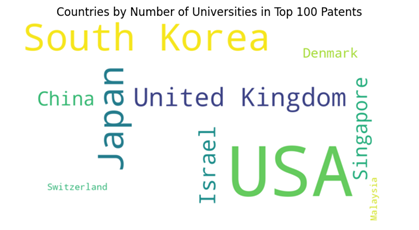 Countries by Number of Universities in Top 100 Patents
South Korea
Denmark
China
Japan
United Kingdom
Singapore
Israel
USA
Switzerland
Malaysia